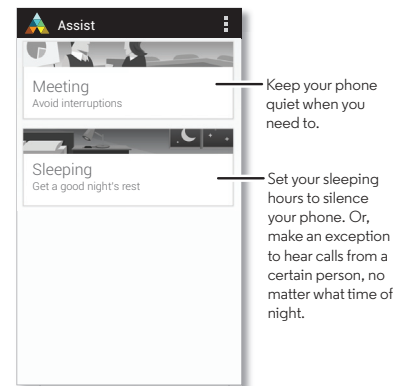 Assist
Meeting
Avoid interruptions
Keep your phone
quiet when you
need to.
Sleeping
Get a good night's rest
Set your sleeping
hours to silence
your phone. Or,
make an exception
to hear calls from a
certain person, no
matter what time of
night.